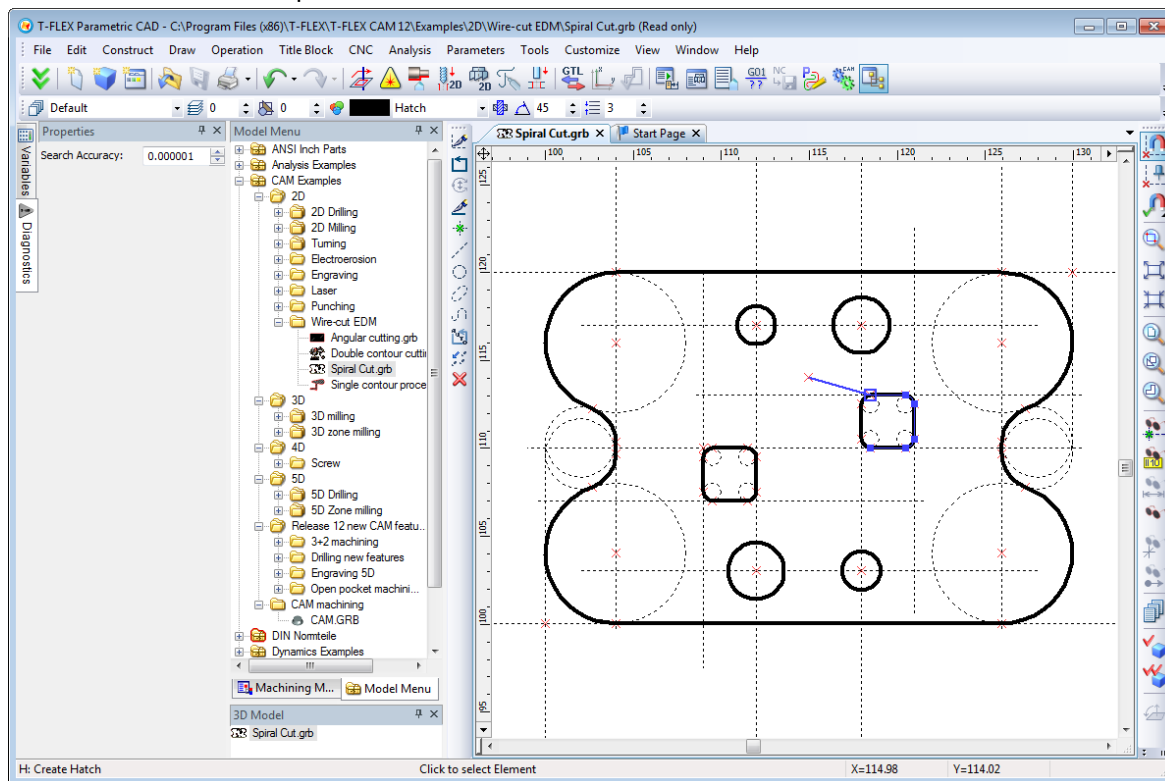 T-FLEX Parametric CAD - C:\Program Files (x86)\T-FLEX\T-FLEX CAM 12\Examples\2D\Wire-cut EDM\Spiral Cut.grb (Read only)
File Edit Construct Draw Operation Title Block CNC Analysis Parameters Tools Customize View Window Help
2D 2D GTL G01 ?? NC CAM
Default 0 0 Hatch 45 3
Properties
Search Accuracy: 0.000001
Variables
Diagnostics
Model Menu
ANSI Inch Parts
Analysis Examples
CAM Examples
2D
2D Drilling
2D Milling
Turning
Electroerosion
Engraving
Laser
Punching
Wire-cut EDM
Angular cutting.grb
Double contour cuttin
Spiral Cut.grb
Single contour proce
3D
3D milling
3D zone milling
4D
Screw
5D
5D Drilling
5D Zone milling
Release 12 new CAM featu...
3+2 machining
Drilling new features
Engraving 5D
Open pocket machini...
CAM machining
CAM.GRB
DIN Normteile
Dynamics Examples
Machining M... Model Menu
3D Model
Spiral Cut.grb
Spiral Cut.grb Start Page
100 105 110 115 120 125 130
125
120
115
110
105
100
95
H: Create Hatch Click to select Element X=114.98 Y=114.02